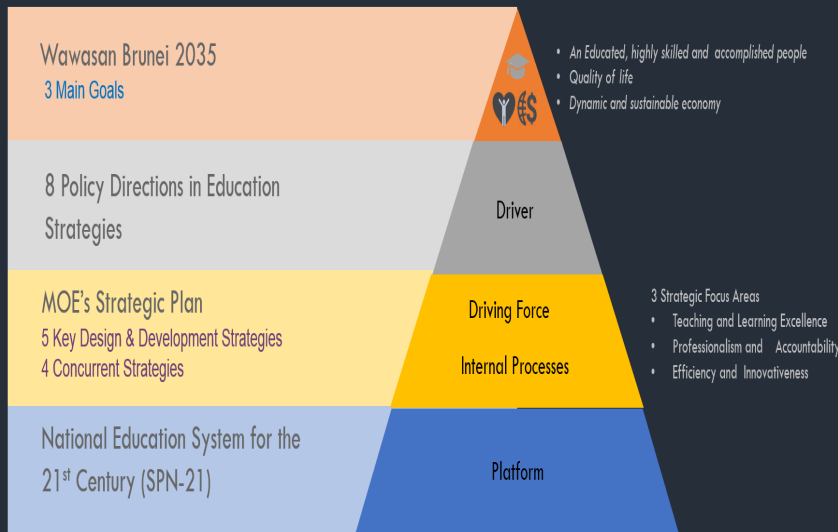 Wawasan Brunei 2035
3 Main Goals
• An Educated, highly skilled and accomplished people
• Quality of life
• Dynamic and sustainable economy
8 Policy Directions in Education
Strategies
Driver
MOE's Strategic Plan
5 Key Design & Development Strategies
4 Concurrent Strategies
Driving Force
Internal Processes
3 Strategic Focus Areas
• Teaching and Learning Excellence
• Professionalism and Accountability
• Efficiency and Innovativeness
National Education System for the
21st Century (SPN-21)
Platform